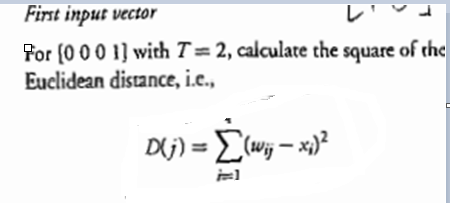 First input vector
For [0 0 0 1] with T = 2, calculate the square of the
Euclidean distance, i.e.,
D(j) = ∑(wij − xi)²
i=1